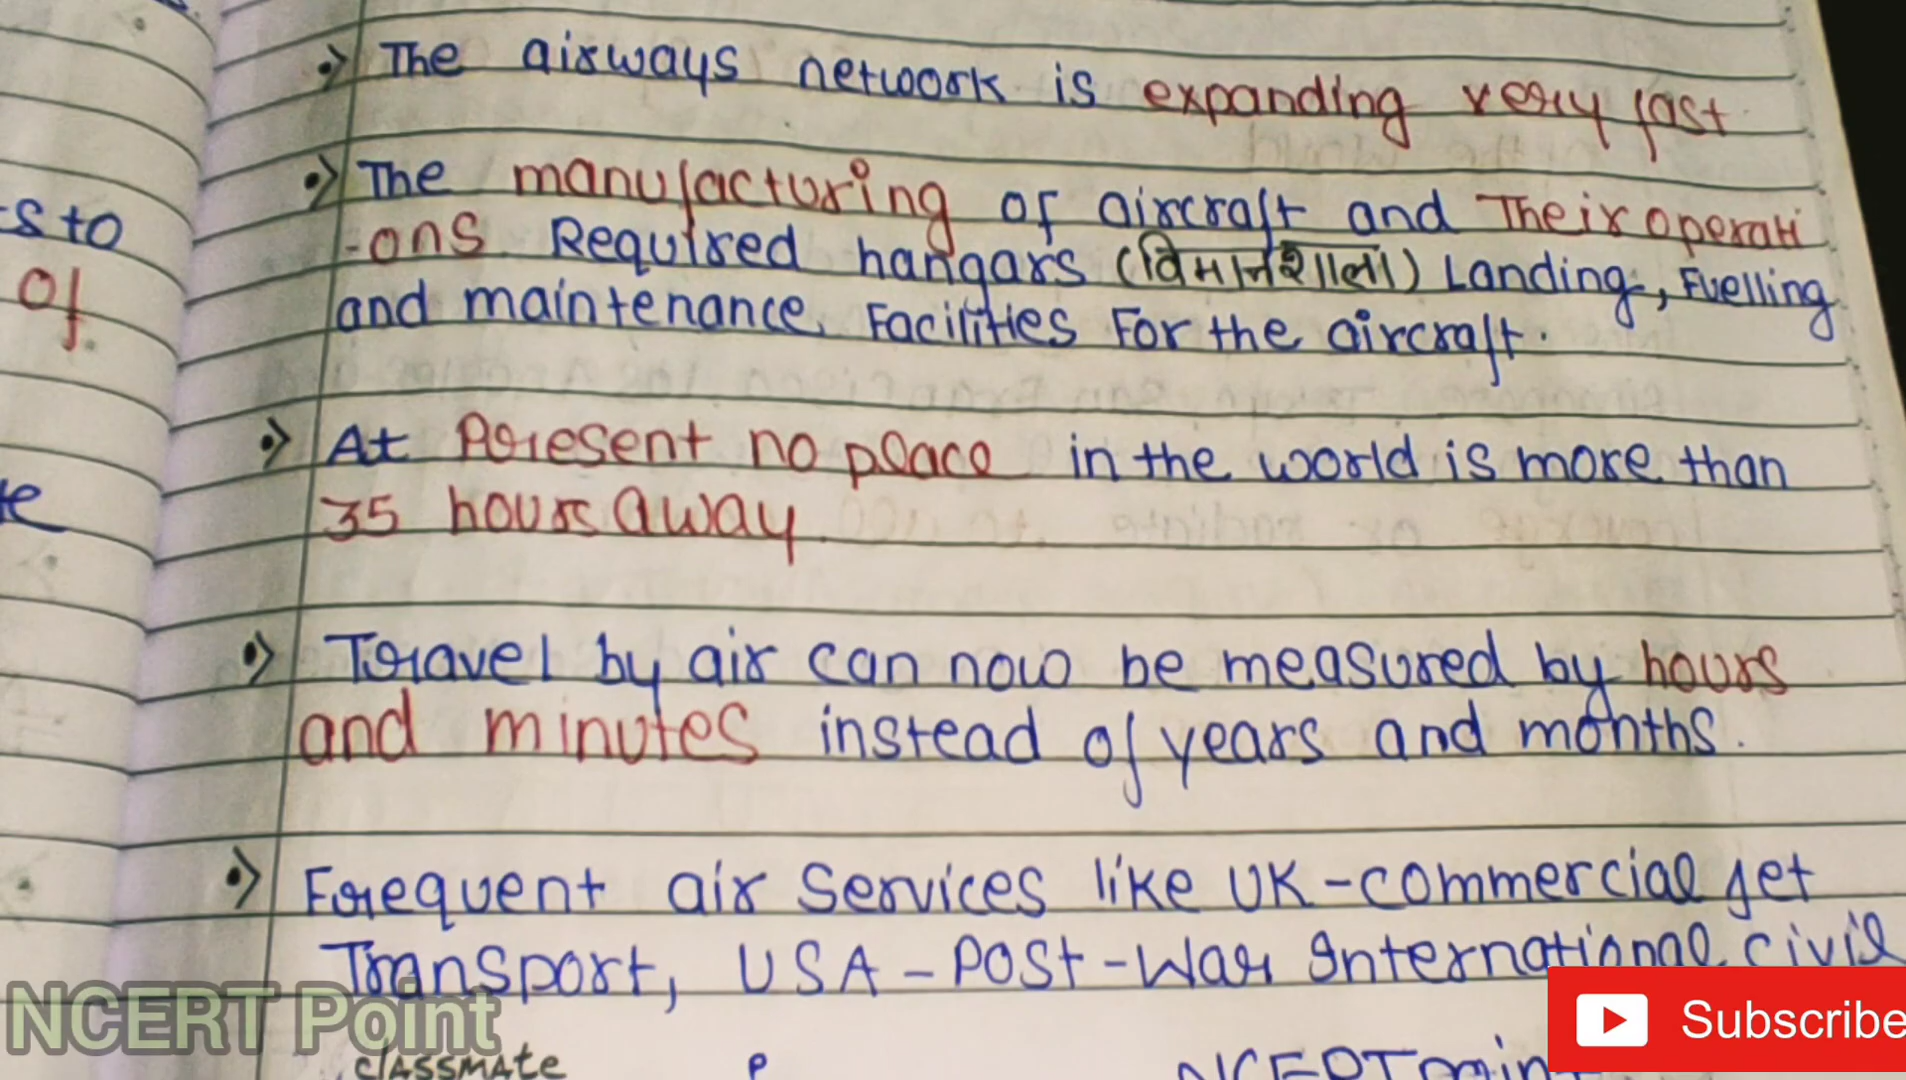 The airways network is expanding very fast
The manufacturing of aircraft and Their operati
-ons Required hangars (विमानशाला) Landing, Fuelling
and maintenance Facilities For the aircraft.
At Present no place in the world is more than
35 hours away
Travel by air can now be measured by hours
and minutes instead of years and months.
Frequent air services like UK-commercial jet
Transport, USA-Post-War International civil
s to
of
te
NCERT Point
classmate
P
NCERT Point
Subscribe